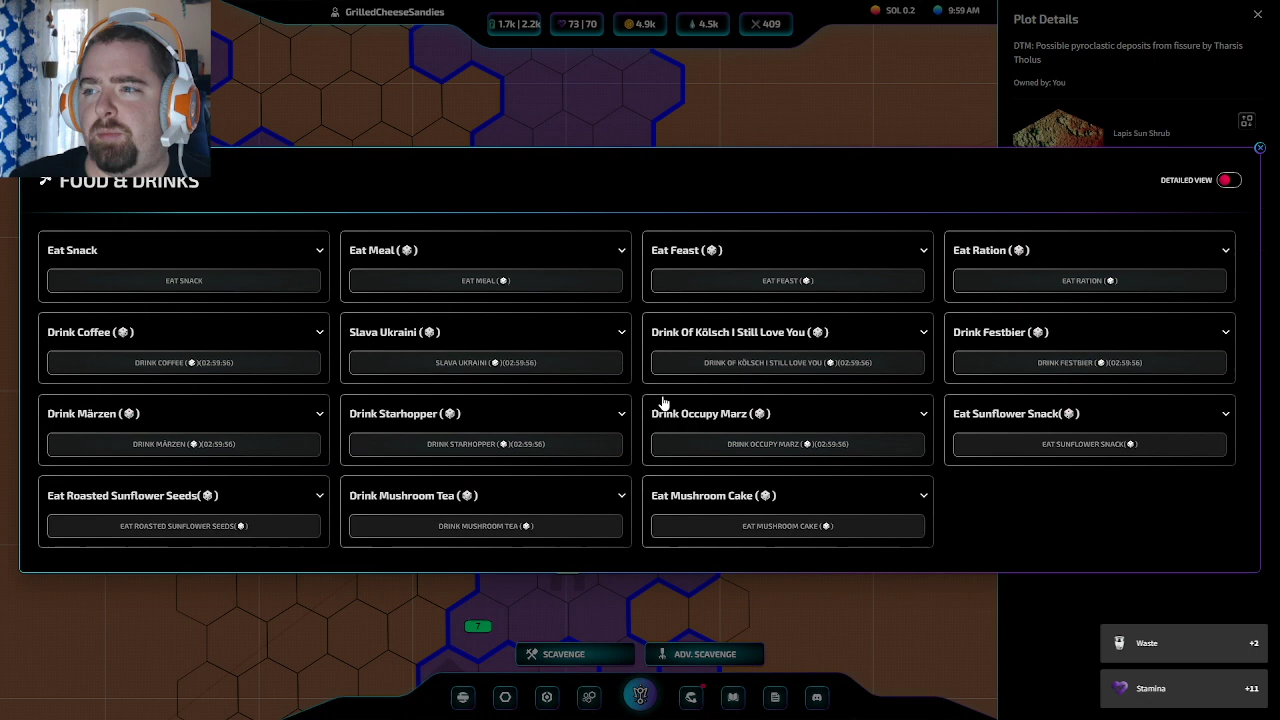 GrilledCheeseSandies
1.7k | 2.2k
73 | 70
4.9k
4.5k
409
SOL 0.2
9:59 AM
Plot Details
DTM: Possible pyroclastic deposits from fissure by Tharsis
Tholus
Owned by: You
Lapis Sun Shrub
FOOD & DRINKS
DETAILED VIEW
Eat Snack
EAT SNACK
Eat Meal ( )
EAT MEAL ( )
Eat Feast ( )
EAT FEAST ( )
Eat Ration ( )
EAT RATION ( )
Drink Coffee ( )
DRINK COFFEE ( )(02:59:56)
Slava Ukraini ( )
SLAVA UKRAINI ( )(02:59:56)
Drink Of Kölsch I Still Love You ( )
DRINK OF KÖLSCH I STILL LOVE YOU ( )(02:59:56)
Drink Festbier ( )
DRINK FESTBIER ( )(02:59:56)
Drink Märzen ( )
DRINK MÄRZEN ( )(02:59:56)
Drink Starhopper ( )
DRINK STARHOPPER ( )(02:59:56)
Drink Occupy Marz ( )
DRINK OCCUPY MARZ ( )(02:59:56)
Eat Sunflower Snack( )
EAT SUNFLOWER SNACK( )
Eat Roasted Sunflower Seeds( )
EAT ROASTED SUNFLOWER SEEDS( )
Drink Mushroom Tea ( )
DRINK MUSHROOM TEA ( )
Eat Mushroom Cake ( )
EAT MUSHROOM CAKE ( )
7
SCAVENGE
ADV. SCAVENGE
Waste +2
Stamina +11